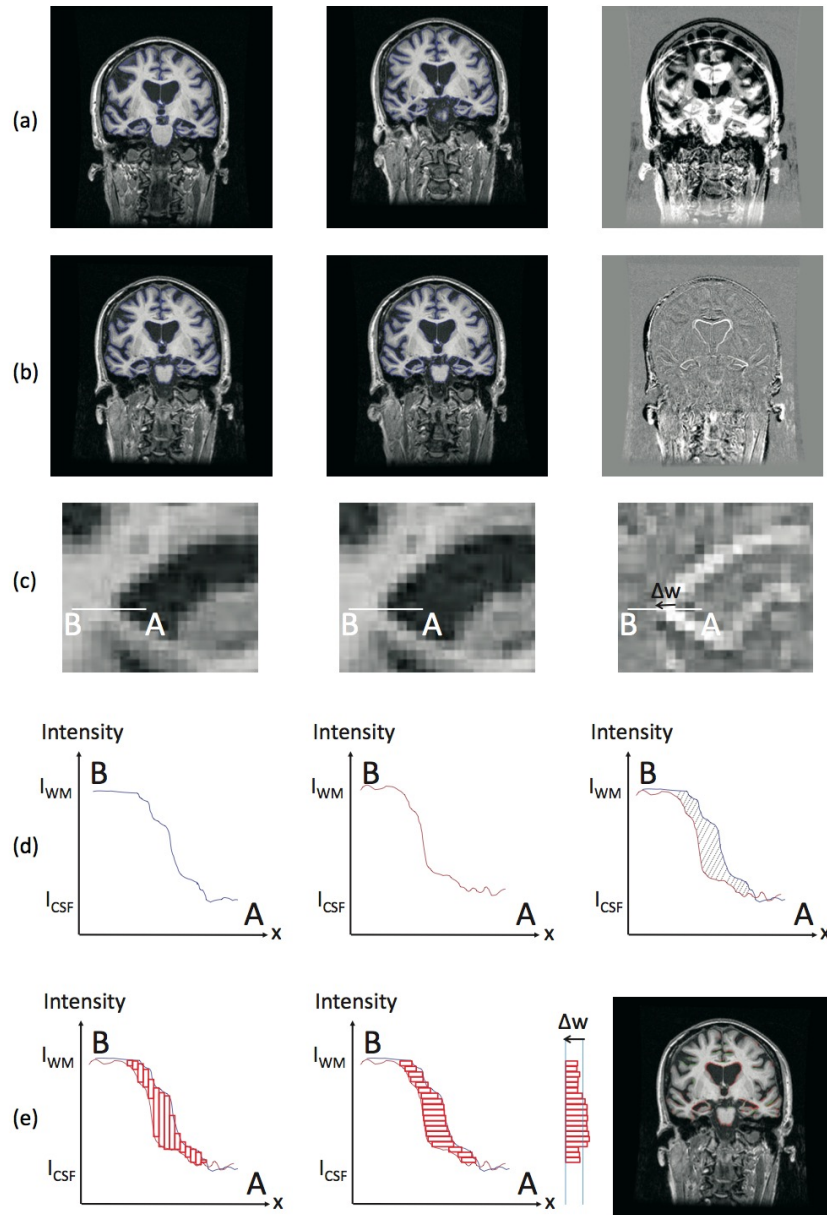 (a)
(b)
(c)
B A
B A
Δw
B A
(d)
Intensity
I_WM
B
I_CSF
A
x
Intensity
I_WM
B
I_CSF
A
x
Intensity
I_WM
B
I_CSF
A
x
(e)
Intensity
I_WM
B
I_CSF
A
x
Intensity
I_WM
B
I_CSF
A
x
Δw